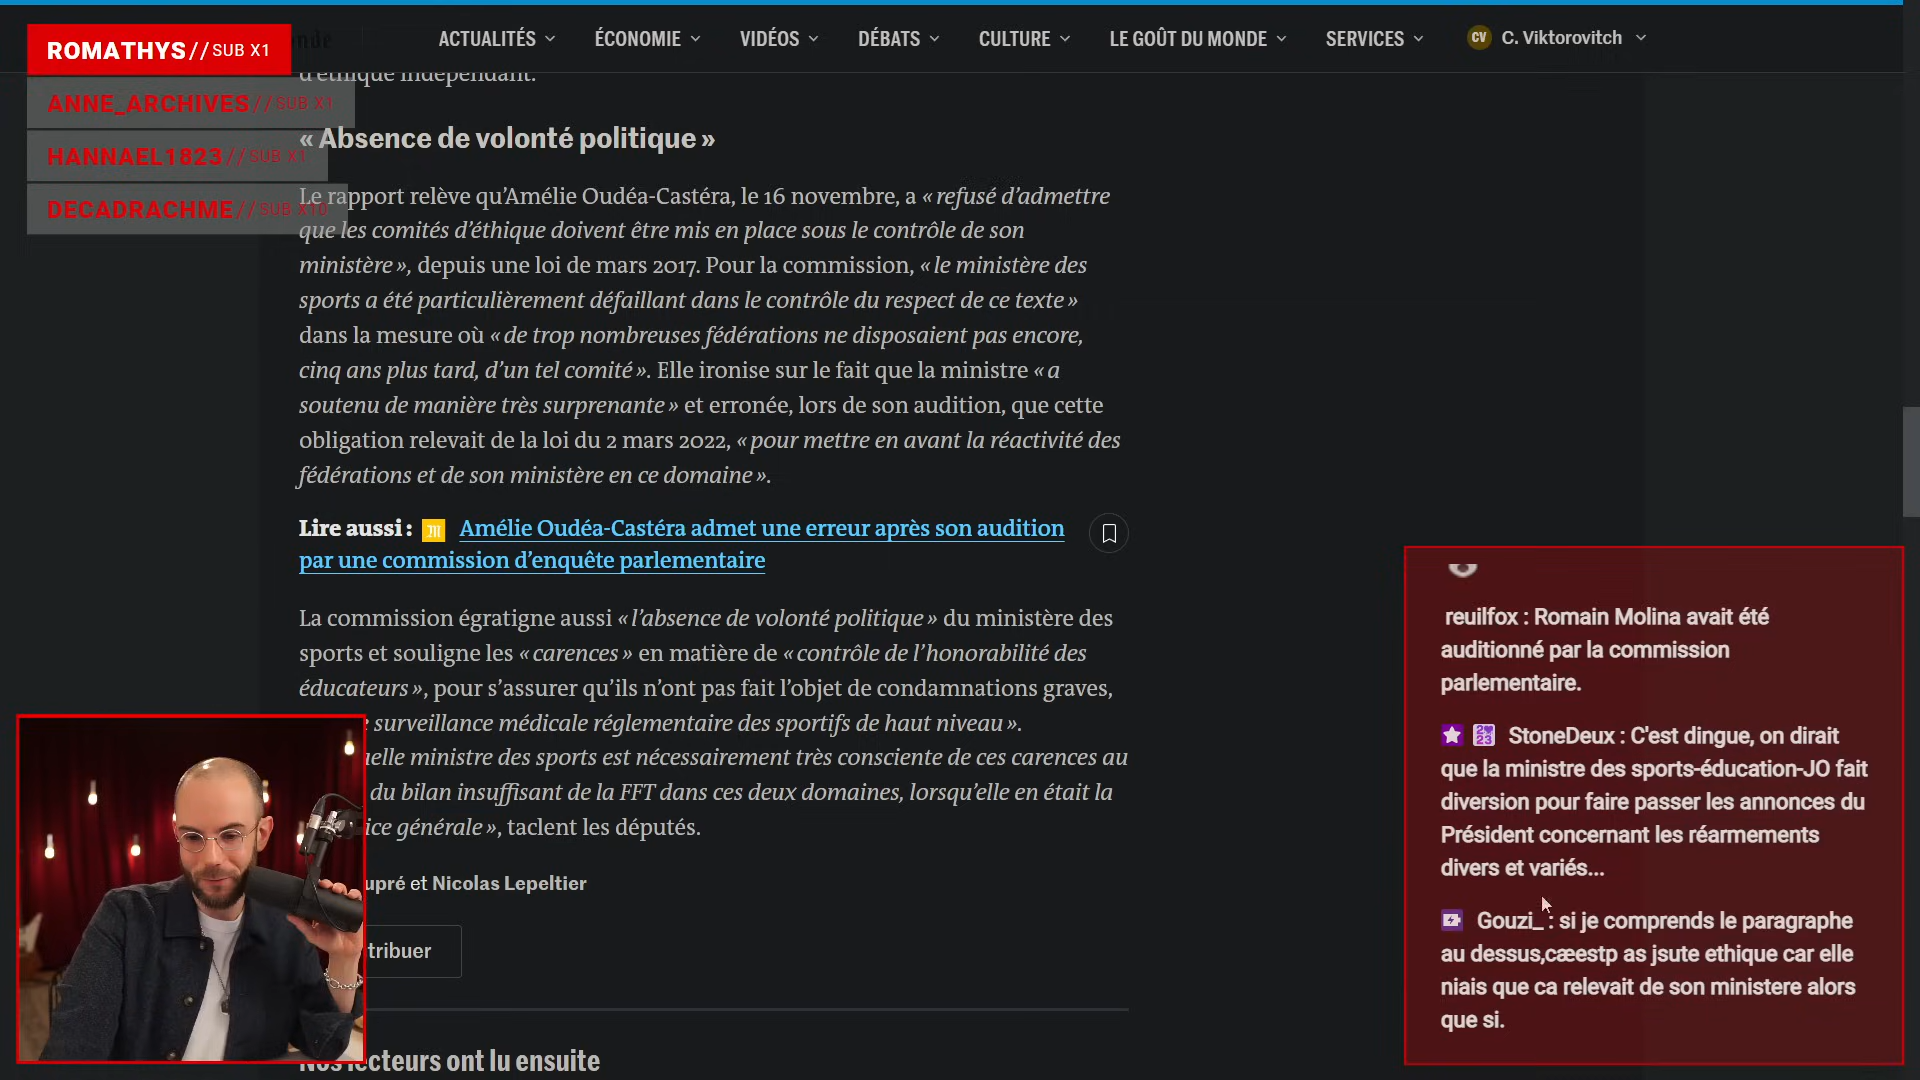 ROMATHYS // SUB X1
ANNE_ARCHIVES // SUB X1
HANNAEL1823 // SUB X1
DECADRACHME // SUB X10
ACTUALITÉS
ÉCONOMIE
VIDÉOS
DÉBATS
CULTURE
LE GOÛT DU MONDE
SERVICES
CV C. Viktorovitch
d'éthique indépendant.
« Absence de volonté politique »
Le rapport relève qu'Amélie Oudéa-Castéra, le 16 novembre, a « refusé d'admettre
que les comités d'éthique doivent être mis en place sous le contrôle de son
ministère », depuis une loi de mars 2017. Pour la commission, « le ministère des
sports a été particulièrement défaillant dans le contrôle du respect de ce texte »
dans la mesure où « de trop nombreuses fédérations ne disposaient pas encore,
cinq ans plus tard, d'un tel comité ». Elle ironise sur le fait que la ministre « a
soutenu de manière très surprenante » et erronée, lors de son audition, que cette
obligation relevait de la loi du 2 mars 2022, « pour mettre en avant la réactivité des
fédérations et de son ministère en ce domaine ».
Lire aussi : Amélie Oudéa-Castéra admet une erreur après son audition
par une commission d'enquête parlementaire
La commission égratigne aussi « l'absence de volonté politique » du ministère des
sports et souligne les « carences » en matière de « contrôle de l'honorabilité des
éducateurs », pour s'assurer qu'ils n'ont pas fait l'objet de condamnations graves,
surveillance médicale réglementaire des sportifs de haut niveau ».
elle ministre des sports est nécessairement très consciente de ces carences au
du bilan insuffisant de la FFT dans ces deux domaines, lorsqu'elle en était la
ice générale », taclent les députés.
upré et Nicolas Lepeltier
tribuer
Nos lecteurs ont lu ensuite
reuilfox : Romain Molina avait été
auditionné par la commission
parlementaire.
StoneDeux : C'est dingue, on dirait
que la ministre des sports-éducation-JO fait
diversion pour faire passer les annonces du
Président concernant les réarmements
divers et variés...
Gouzi_ : si je comprends le paragraphe
au dessus,cæestp as jsute ethique car elle
niais que ca relevait de son ministere alors
que si.